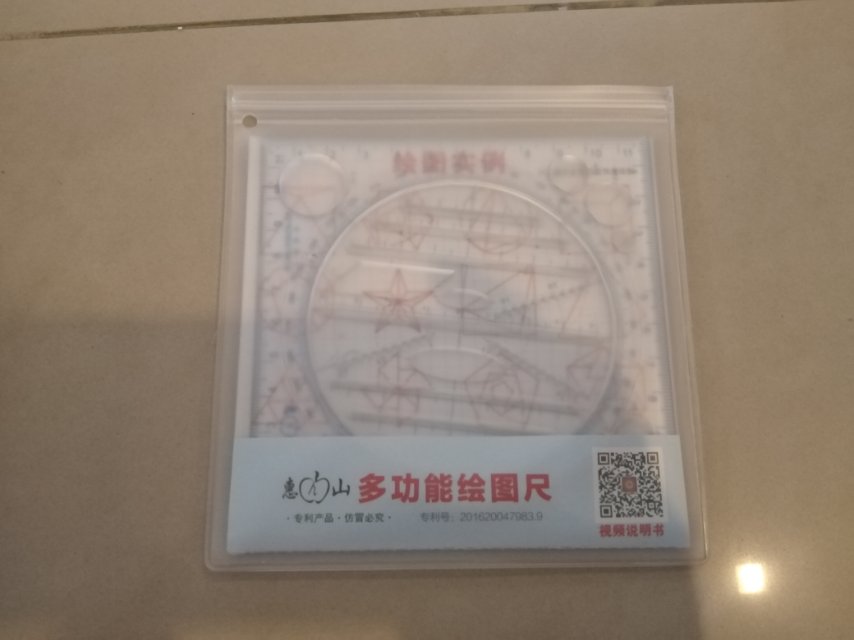 绘图实例
惠山 多功能绘图尺
·专利产品·仿冒必究· 专利号：201620047983.9
视频说明书